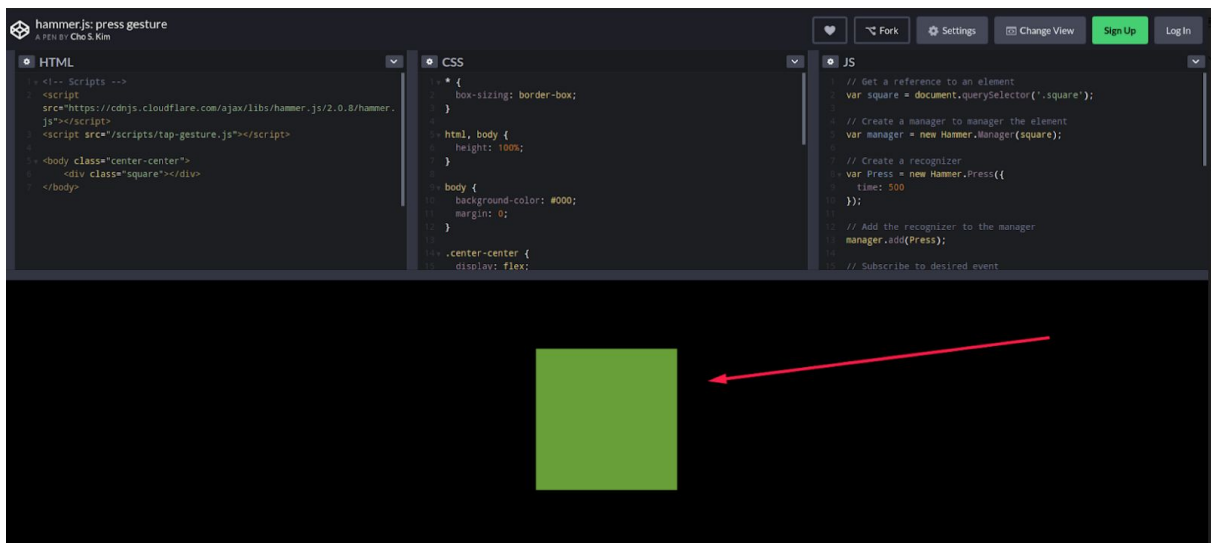 hammer.js: press gesture
A PEN BY Cho S. Kim
Fork
Settings
Change View
Sign Up
Log In
HTML
1 <!-- Scripts -->
2 <script
src="https://cdnjs.cloudflare.com/ajax/libs/hammer.js/2.0.8/hammer.
js"></script>
3 <script src="/scripts/tap-gesture.js"></script>
4
5 <body class="center-center">
6 <div class="square"></div>
7 </body>
CSS
1 * {
2 box-sizing: border-box;
3 }
4
5 html, body {
6 height: 100%;
7 }
8
9 body {
10 background-color: #000;
11 margin: 0;
12 }
13
14 .center-center {
15 display: flex;
JS
1 // Get a reference to an element
2 var square = document.querySelector('.square');
3
4 // Create a manager to manager the element
5 var manager = new Hammer.Manager(square);
6
7 // Create a recognizer
8 var Press = new Hammer.Press({
9 time: 500
10 });
11
12 // Add the recognizer to the manager
13 manager.add(Press);
14
15 // Subscribe to desired event